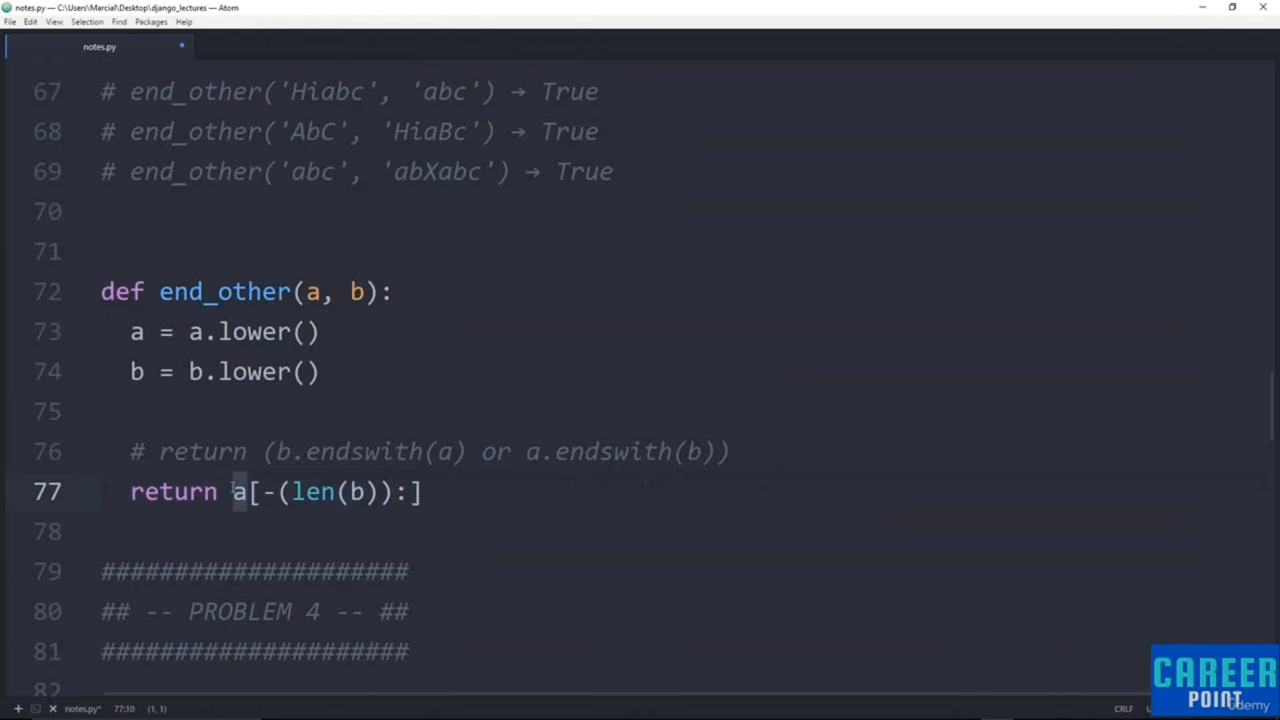 notes.py — C:\Users\Marcial\Desktop\django_lectures — Atom
File Edit View Selection Find Packages Help
notes.py
67 # end_other('Hiabc', 'abc') → True
68 # end_other('AbC', 'HiaBc') → True
69 # end_other('abc', 'abXabc') → True
70
71
72 def end_other(a, b):
73 a = a.lower()
74 b = b.lower()
75
76 # return (b.endswith(a) or a.endswith(b))
77 return a[-(len(b)):]
78
79 #####################
80 ## -- PROBLEM 4 -- ##
81 #####################
82
CAREER
POINT
udemy
+ notes.py* 77:10 (1, 1) CRLF